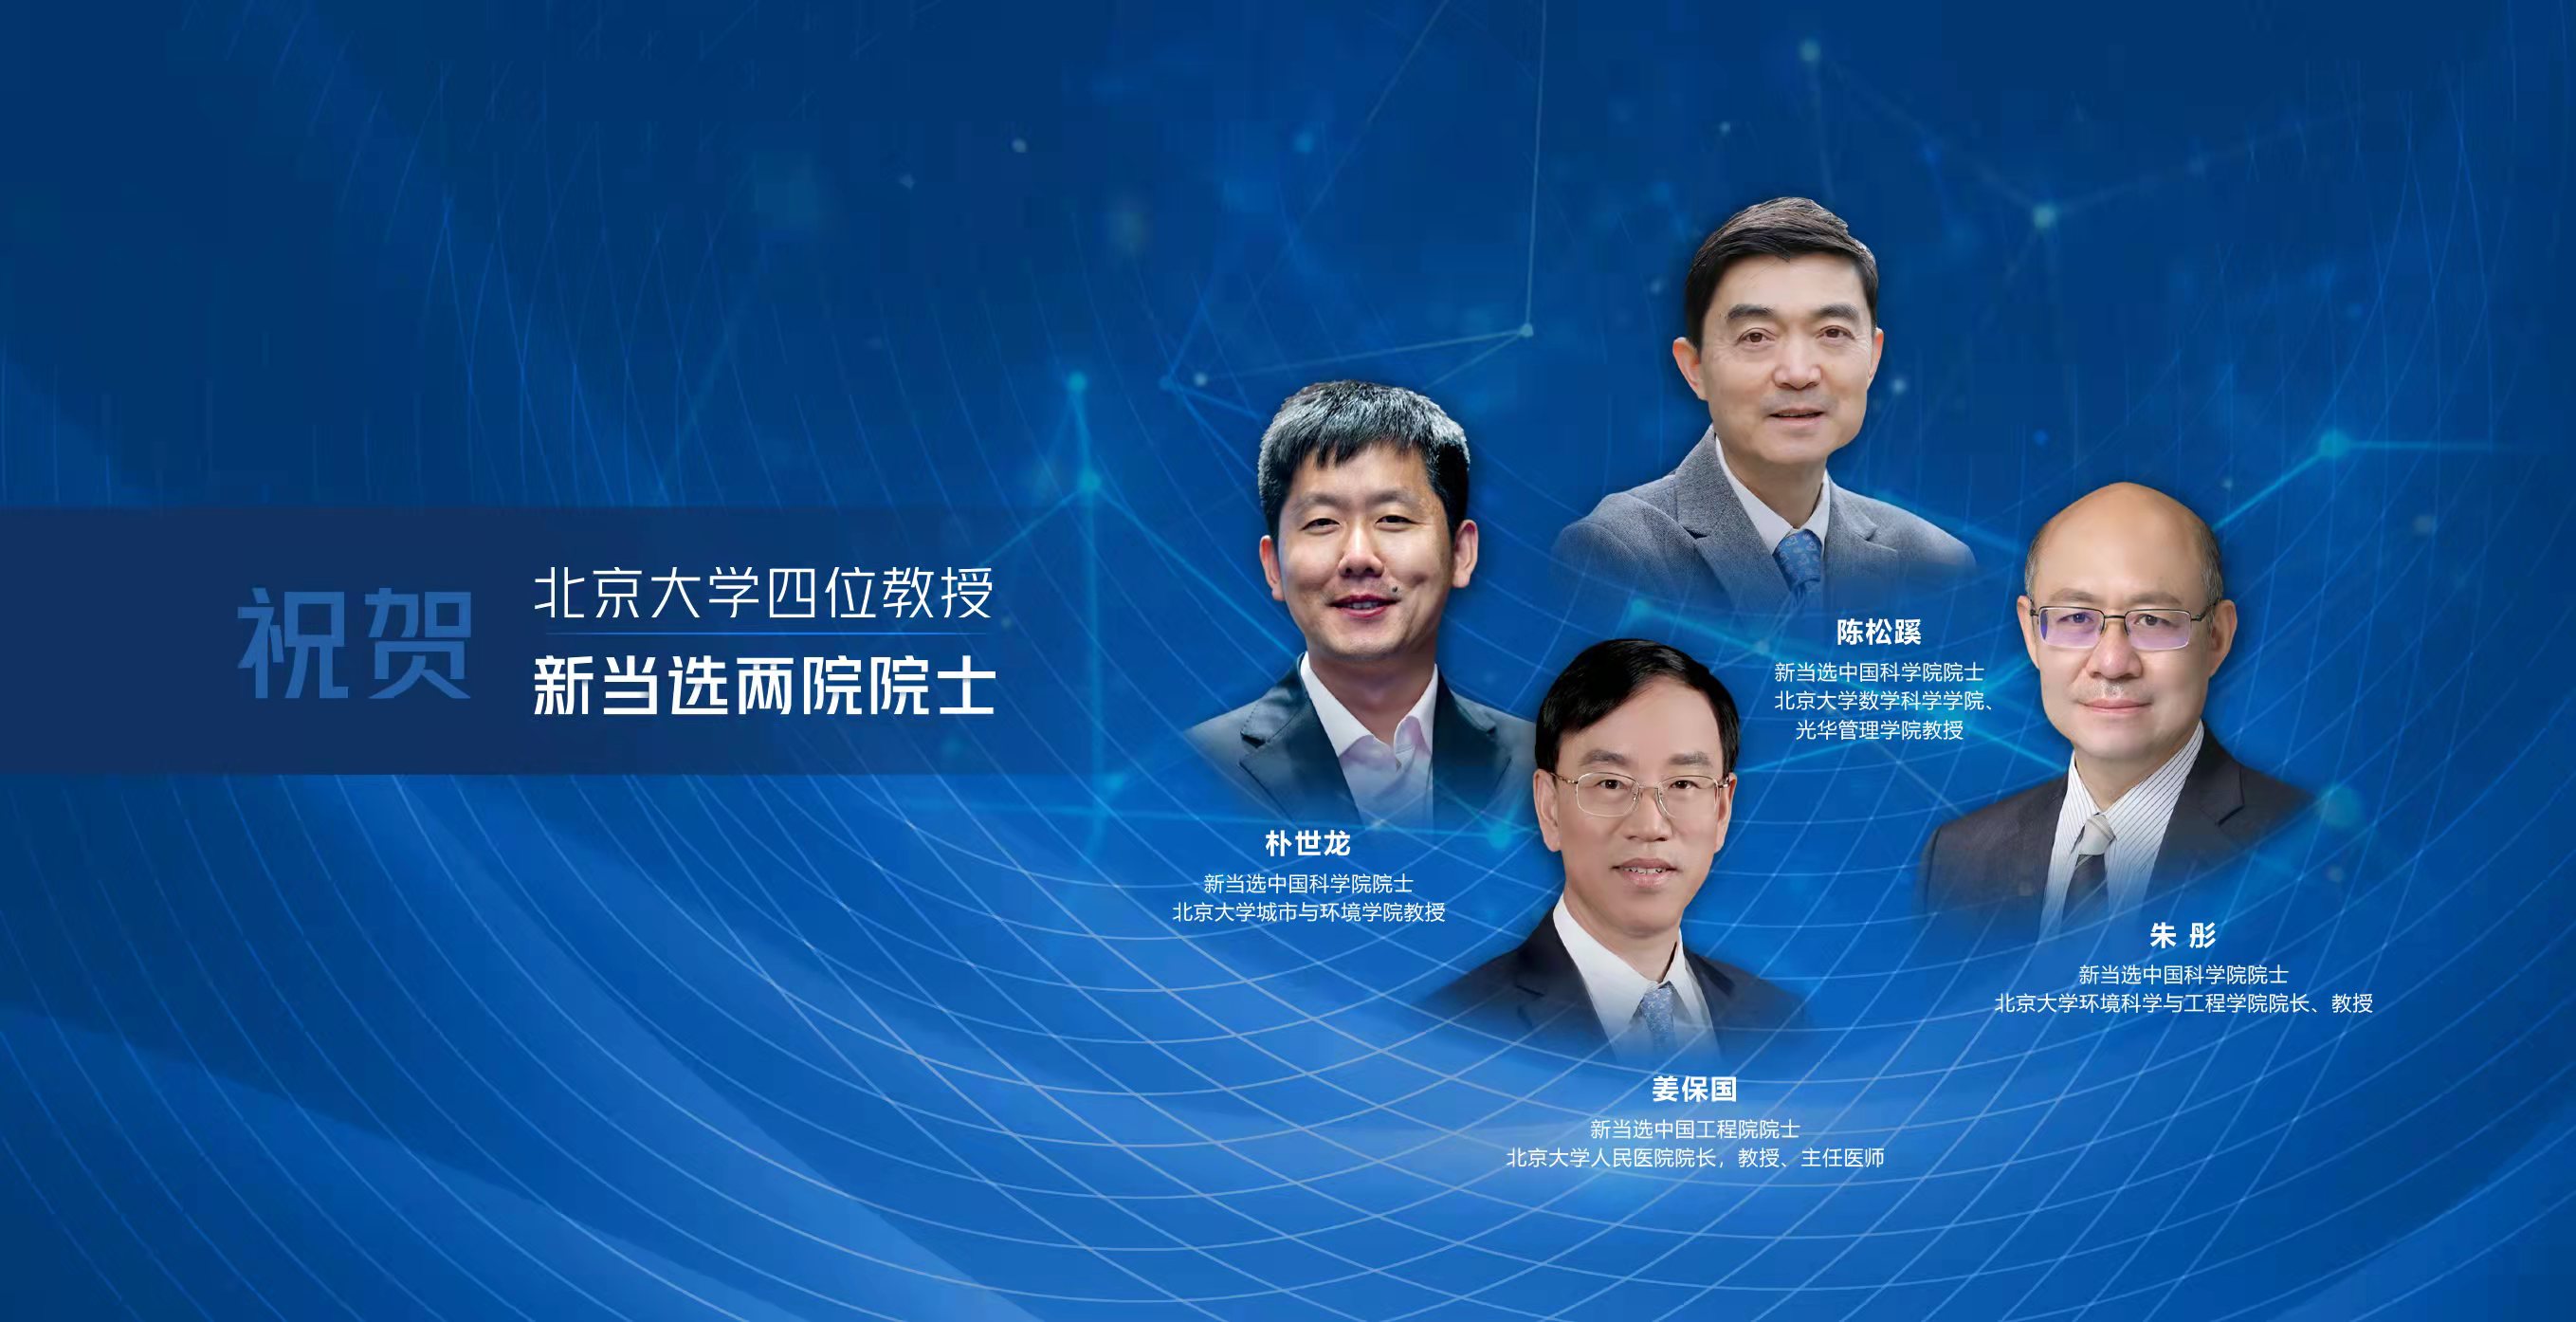 祝贺
北京大学四位教授
新当选两院院士
陈松蹊
新当选中国科学院院士
北京大学数学科学学院、
光华管理学院教授
朴世龙
新当选中国科学院院士
北京大学城市与环境学院教授
朱 彤
新当选中国科学院院士
北京大学环境科学与工程学院院长、教授
姜保国
新当选中国工程院院士
北京大学人民医院院长，教授、主任医师